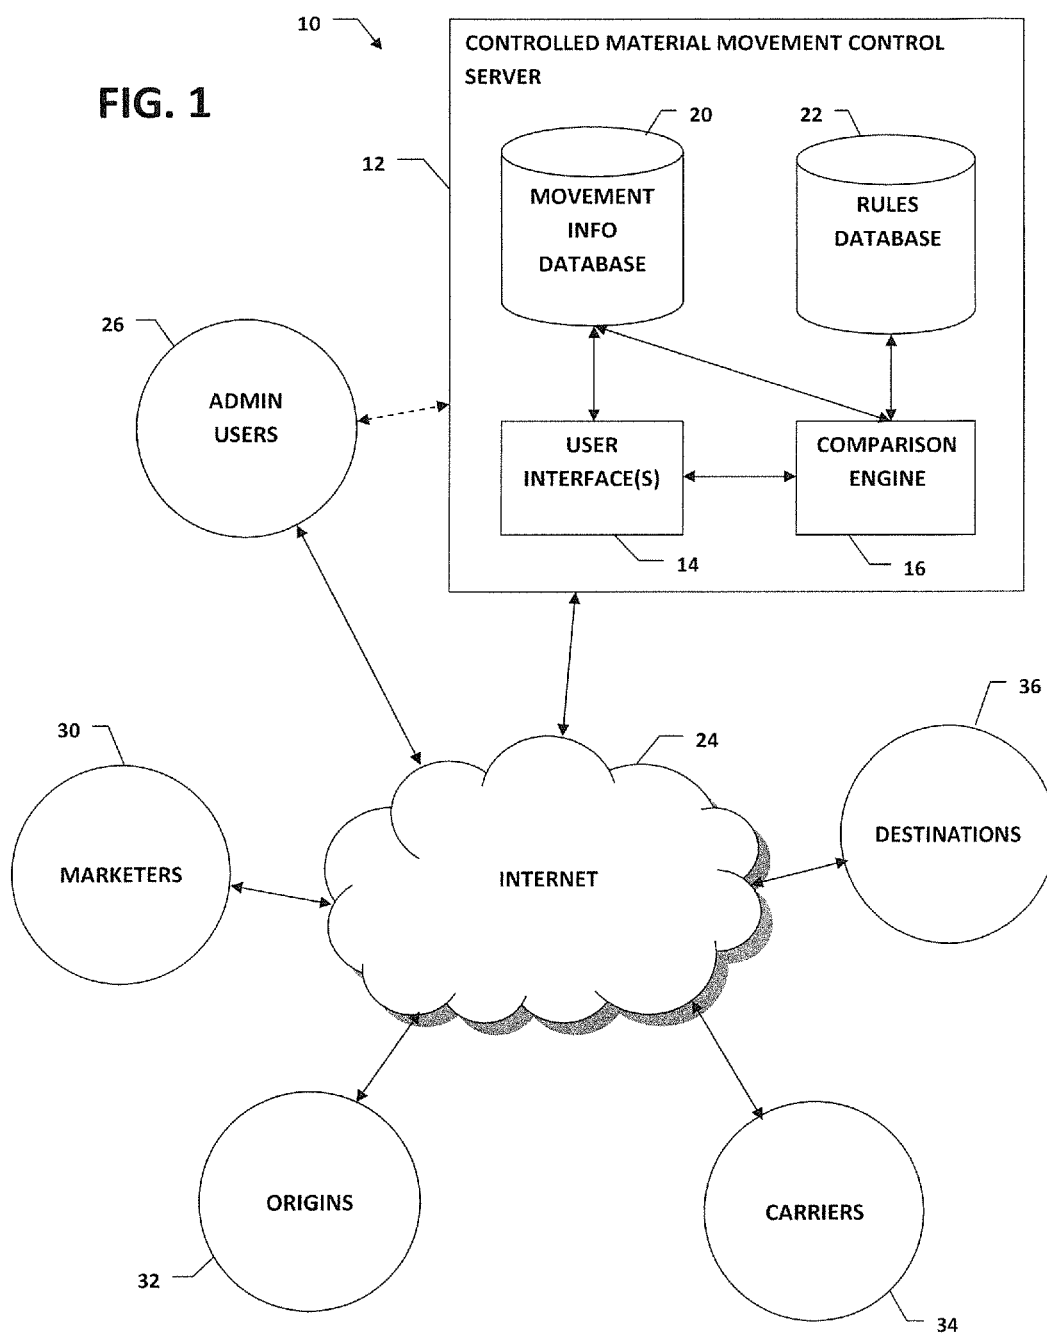 10
CONTROLLED MATERIAL MOVEMENT CONTROL
SERVER
FIG. 1
20
22
12
MOVEMENT
INFO
DATABASE
RULES
DATABASE
26
ADMIN
USERS
USER
INTERFACE(S)
COMPARISON
ENGINE
14
16
36
30
24
DESTINATIONS
MARKETERS
INTERNET
ORIGINS
CARRIERS
32
34